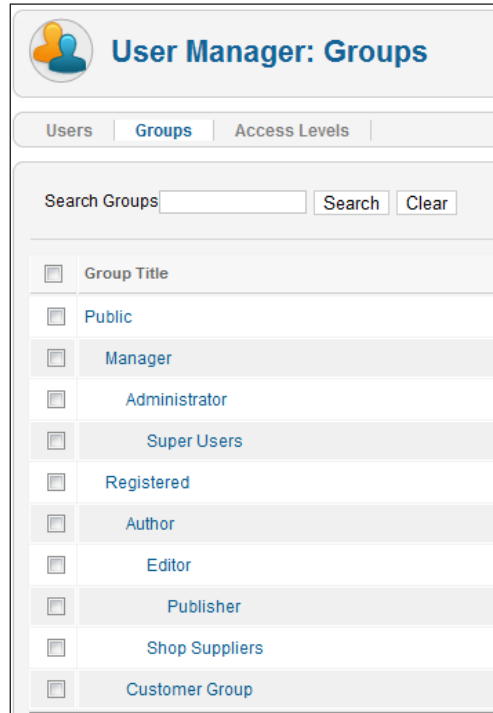 User Manager: Groups
Users Groups Access Levels
Search Groups Search Clear
Group Title
Public
Manager
Administrator
Super Users
Registered
Author
Editor
Publisher
Shop Suppliers
Customer Group